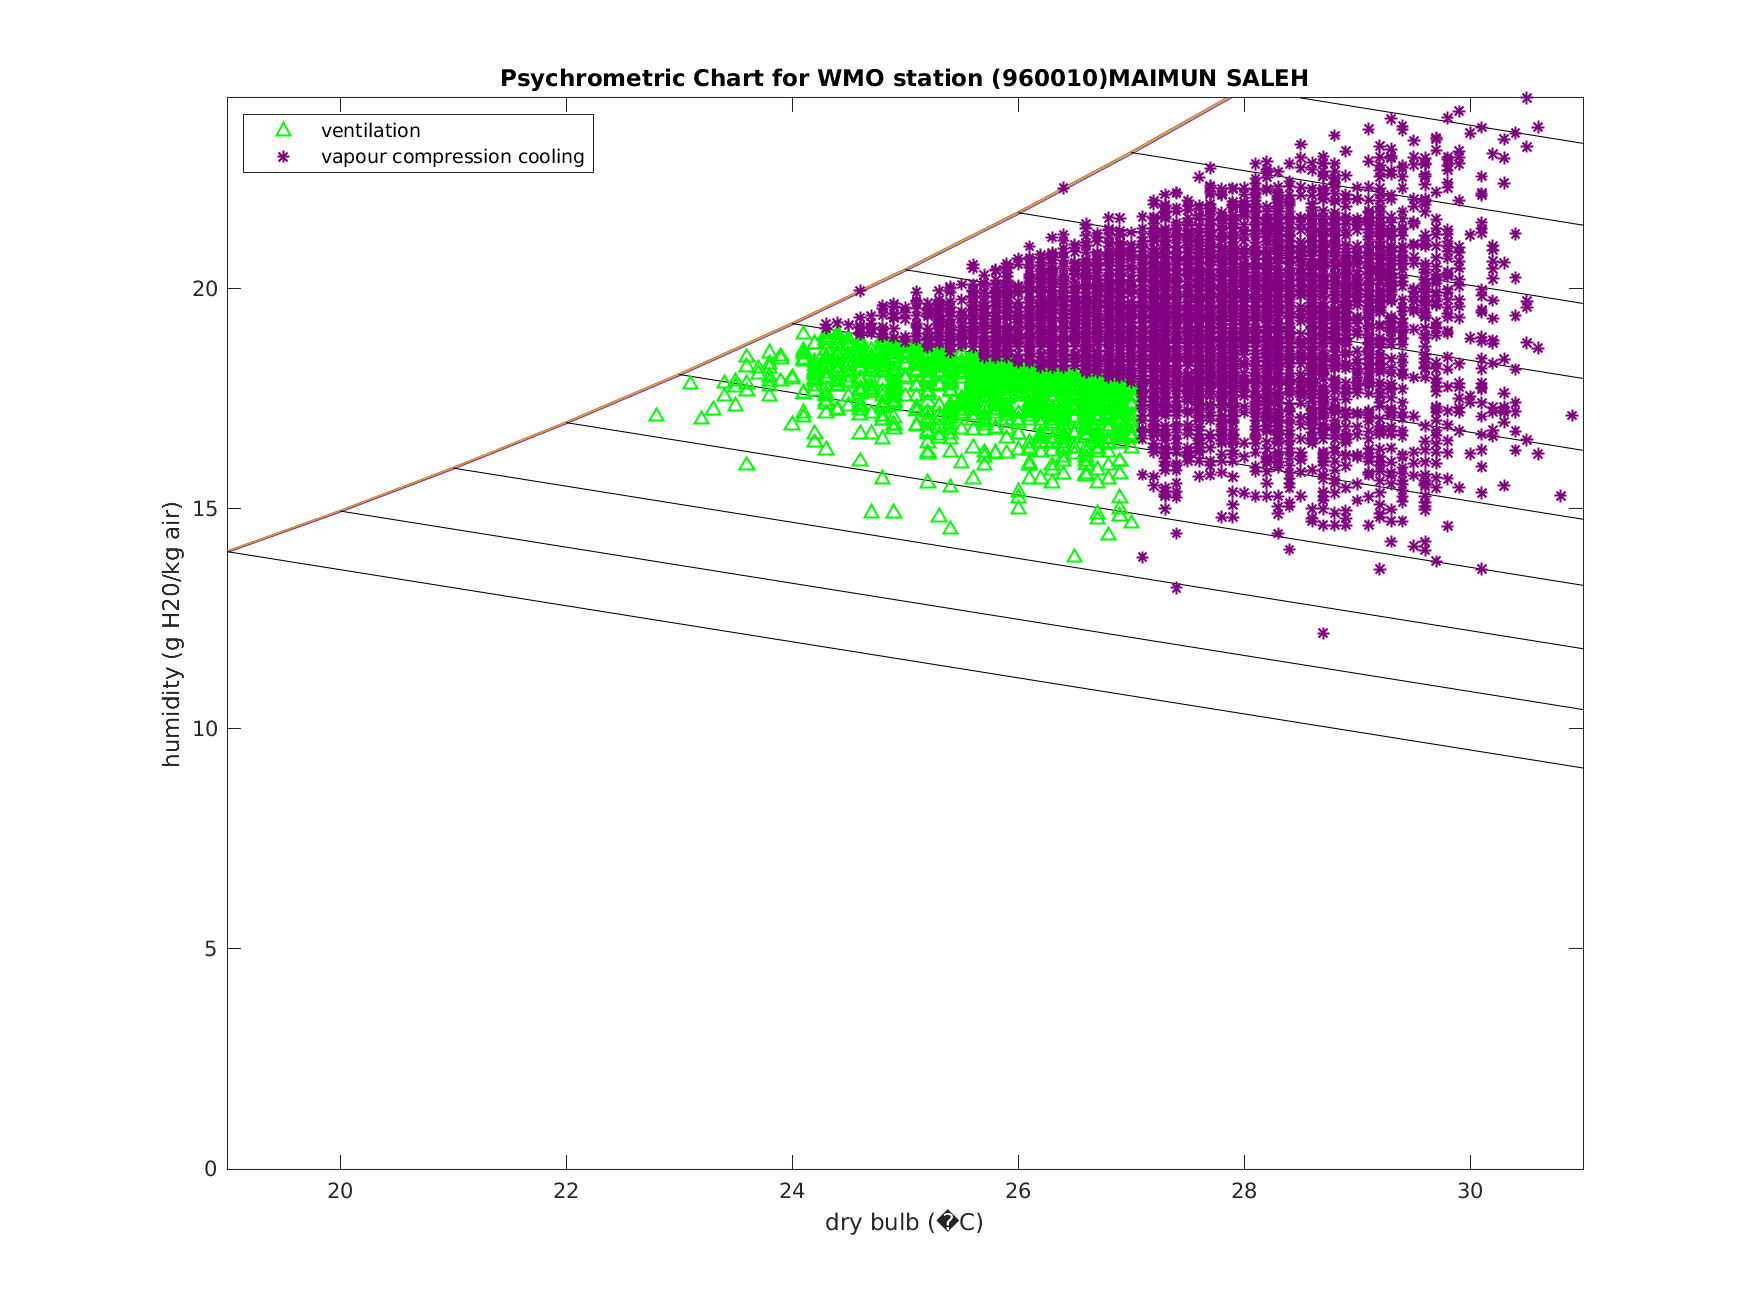 Psychrometric Chart for WMO station (960010)MAIMUN SALEH
ventilation
vapour compression cooling
humidity (g H20/kg air)
20
15
10
5
0
20 22 24 26 28 30
dry bulb (�C)